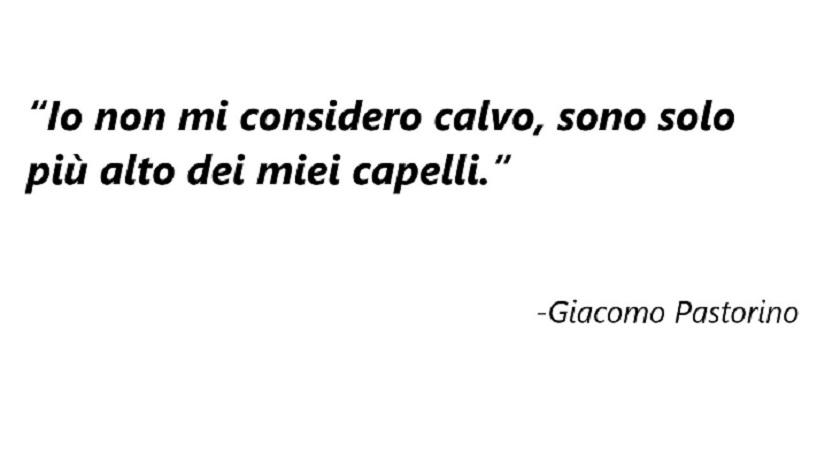 “Io non mi considero calvo, sono solo
più alto dei miei capelli.”
-Giacomo Pastorino